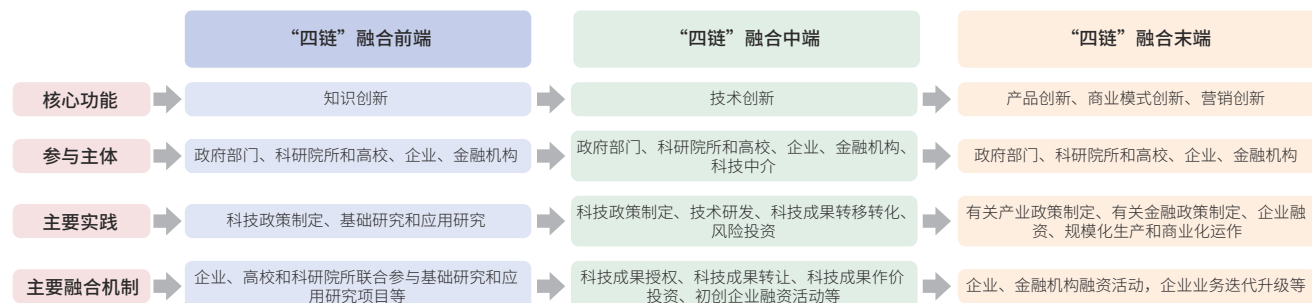 “四链”融合前端
“四链”融合中端
“四链”融合末端
核心功能
知识创新
技术创新
产品创新、商业模式创新、营销创新
参与主体
政府部门、科研院所和高校、企业、金融机构
政府部门、科研院所和高校、企业、金融机构、
科技中介
政府部门、科研院所和高校、企业、金融机构
主要实践
科技政策制定、基础研究和应用研究
科技政策制定、技术研发、科技成果转移转化、
风险投资
有关产业政策制定、有关金融政策制定、企业融
资、规模化生产和商业化运作
主要融合机制
企业、高校和科研院所联合参与基础研究和应
用研究项目等
科技成果授权、科技成果转让、科技成果作价
投资、初创企业融资活动等
企业、金融机构融资活动，企业业务迭代升级等